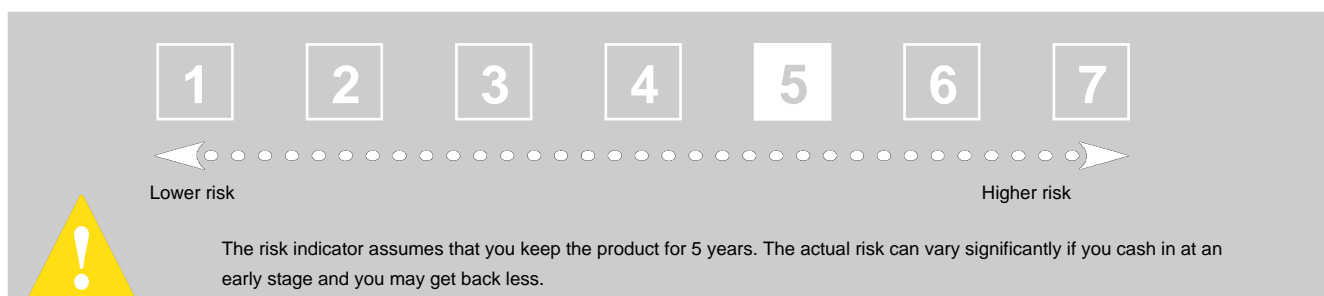 1 2 3 4 5 6 7
Lower risk Higher risk
!
The risk indicator assumes that you keep the product for 5 years. The actual risk can vary significantly if you cash in at an
early stage and you may get back less.